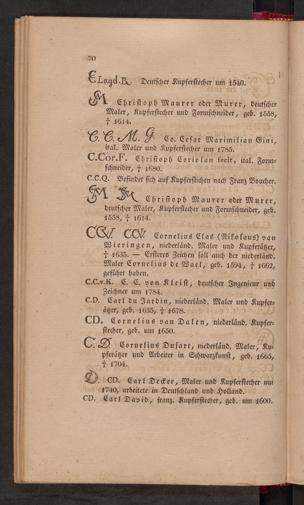 20
C Lugd. B. Deutscher Kupferstecher um 1540.
M Christoph Maurer oder Murer, deutscher
Maler, Kupferstecher und Formschneider, geb. 1558,
† 1614.
C. C. M. G Co. Cesar Maximilian Gini,
ital. Maler und Kupferstecher um 1785.
C.Cor.F. Christoph Coriolan fecit, ital. Form-
schneider, † 1680.
C.C.Q. Befindet sich auf Kupferstichen nach Franz Boucher.
M M Christoph Maurer oder Murer,
deutscher Maler, Kupferstecher und Formschneider, geb.
1558, † 1614.
CCW CCW Cornelius Clas (Nikolaus) van
Wieringen, niederländ. Maler und Kupferätzer,
† 1635. — Ersteres Zeichen soll auch der niederländ.
Maler Cornelius de Wael, geb. 1594, † 1662,
geführt haben.
C.C.v.K. C. C. von Kleist, deutscher Ingenieur und
Zeichner um 1784.
C.D. Carl du Jardin, niederländ. Maler und Kupfer-
ätzer, geb. 1635, † 1678.
CD. Cornelius van Dalen, niederländ. Kupfer-
stecher, geb. um 1650.
C. D. Cornelius Dusart, niederländ. Maler, Ku-
pferätzer und Arbeiter in Schwarzkunst, geb. 1665,
† 1704.
D. CD. Carl Decker, Maler und Kupferstecher um
1740, arbeitete in Deutschland und Holland.
CD. Carl David, franz. Kupferstecher, geb. um 1600.